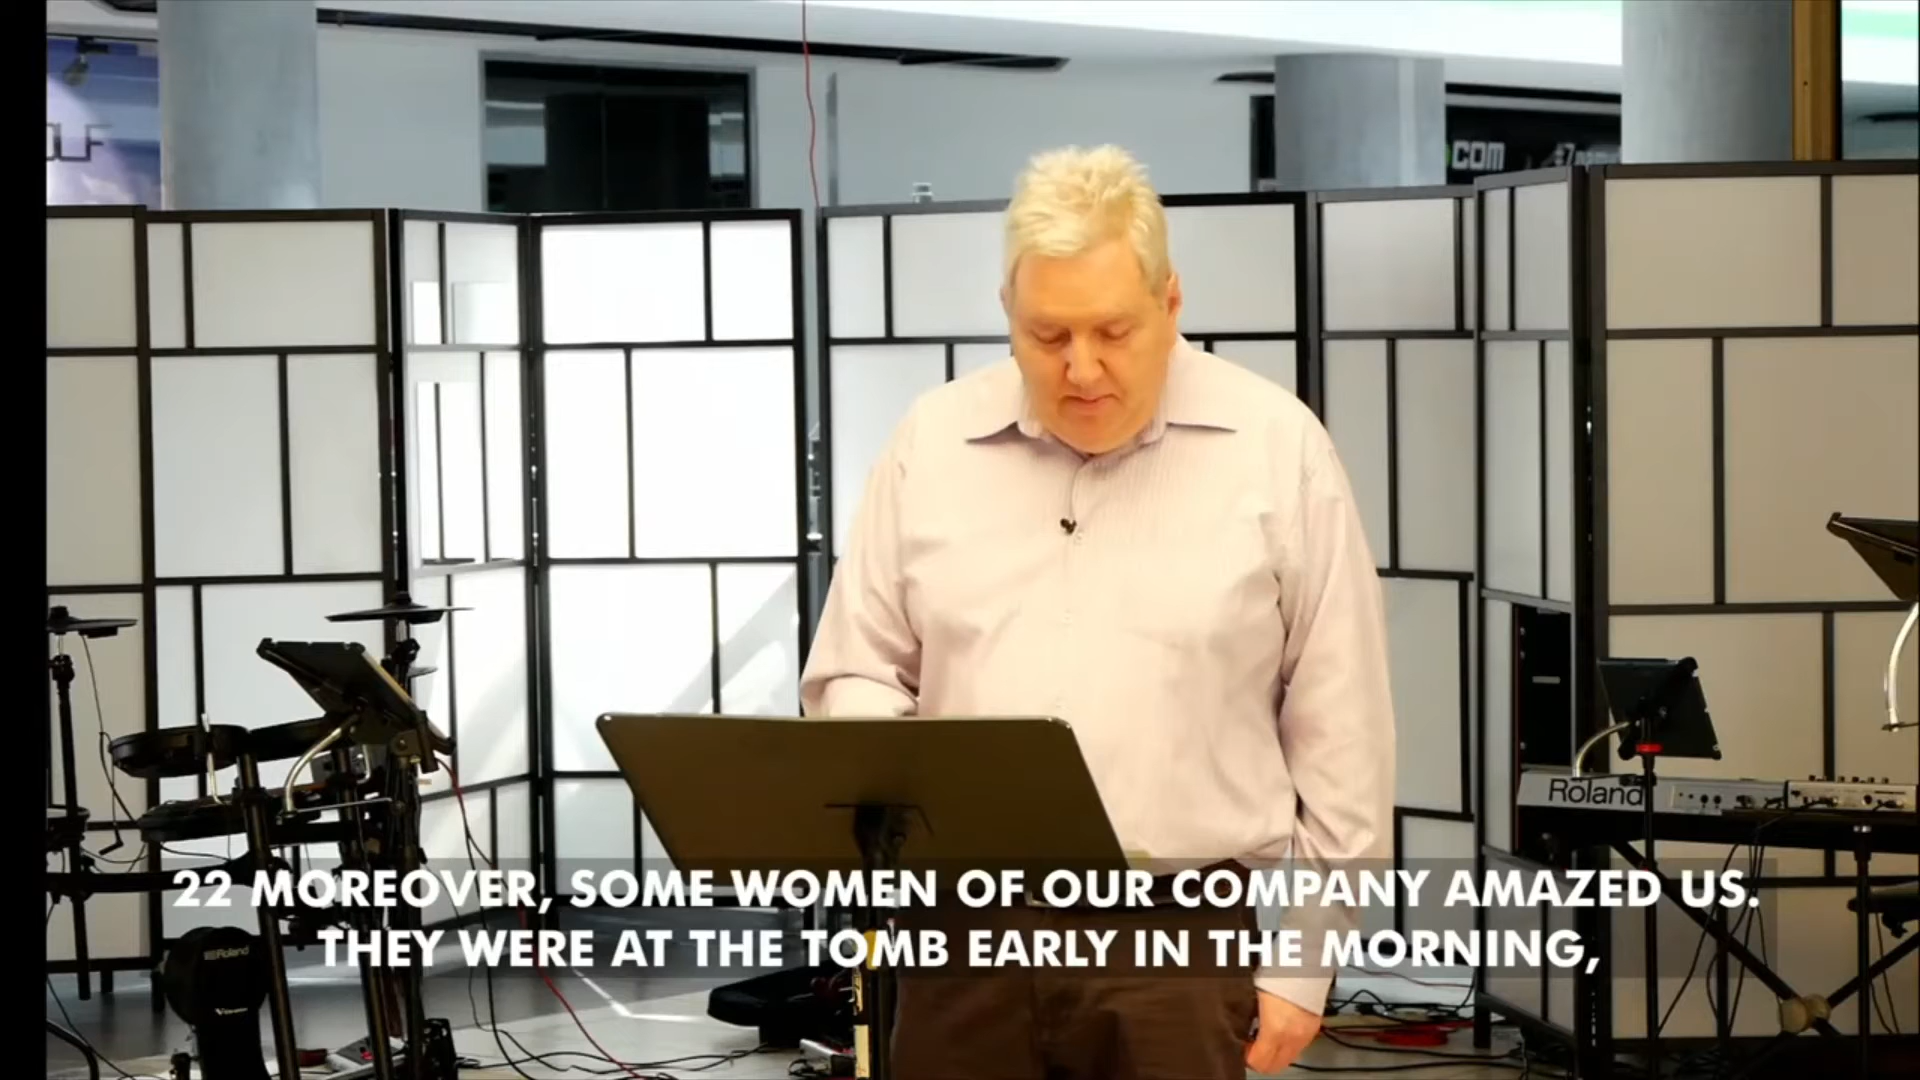 COM
Roland
Roland
22 MOREOVER, SOME WOMEN OF OUR COMPANY AMAZED US.
THEY WERE AT THE TOMB EARLY IN THE MORNING,